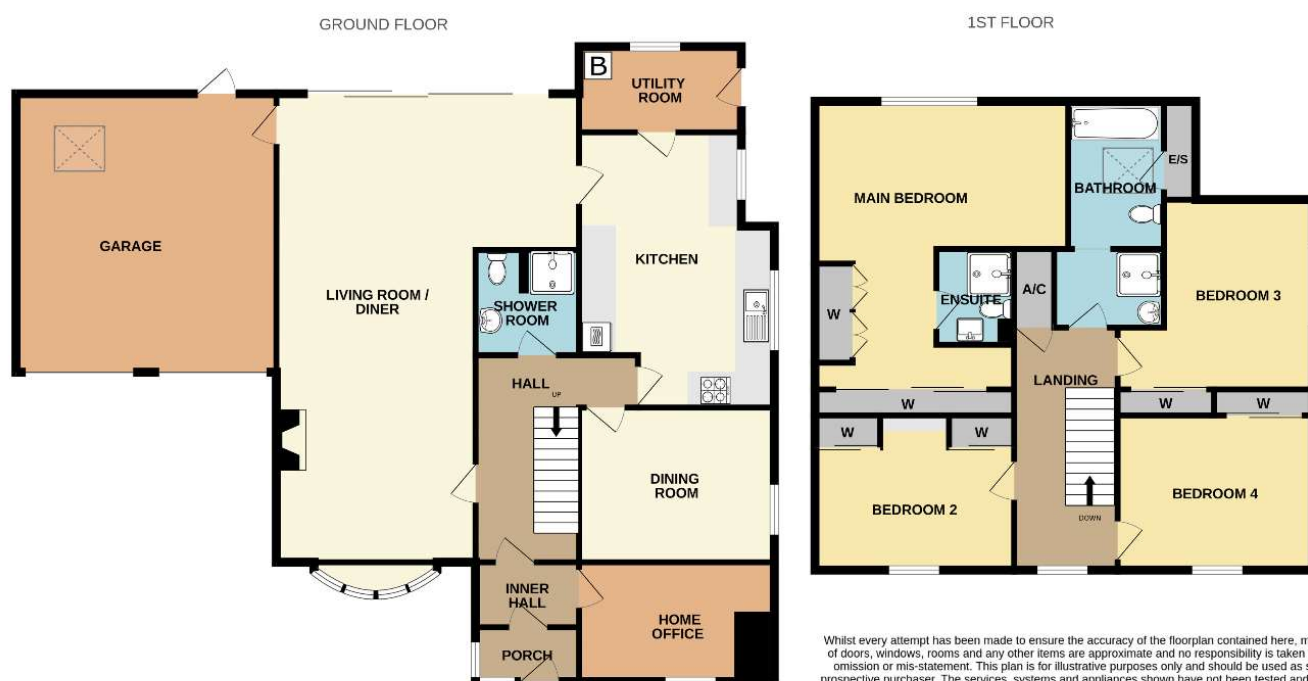 GROUND FLOOR
1ST FLOOR
B
UTILITY
ROOM
GARAGE
LIVING ROOM /
DINER
KITCHEN
SHOWER
ROOM
HALL
UP
DINING
ROOM
INNER
HALL
HOME
OFFICE
PORCH
MAIN BEDROOM
BATHROOM
E/S
W
ENSUITE
A/C
BEDROOM 3
LANDING
W
W
W
W
W
BEDROOM 2
DOWN
BEDROOM 4
Whilst every attempt has been made to ensure the accuracy of the floorplan contained here, m
of doors, windows, rooms and any other items are approximate and no responsibility is taken
omission or mis-statement. This plan is for illustrative purposes only and should be used as s
prospective purchaser. The services, systems and appliances shown have not been tested and